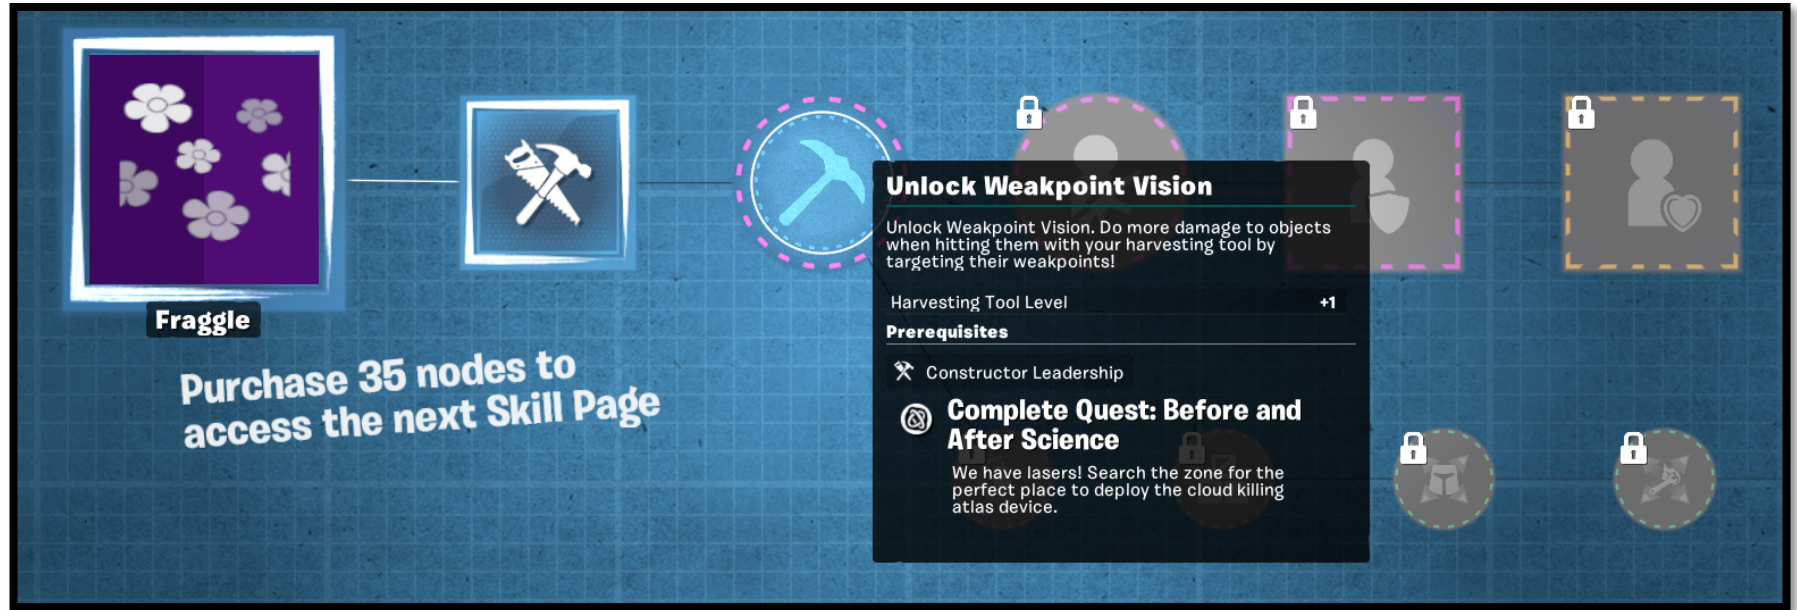 Fraggle
Purchase 35 nodes to
access the next Skill Page
Unlock Weakpoint Vision
Unlock Weakpoint Vision. Do more damage to objects
when hitting them with your harvesting tool by
targeting their weakpoints!
Harvesting Tool Level +1
Prerequisites
Constructor Leadership
Complete Quest: Before and
After Science
We have lasers! Search the zone for the
perfect place to deploy the cloud killing
atlas device.